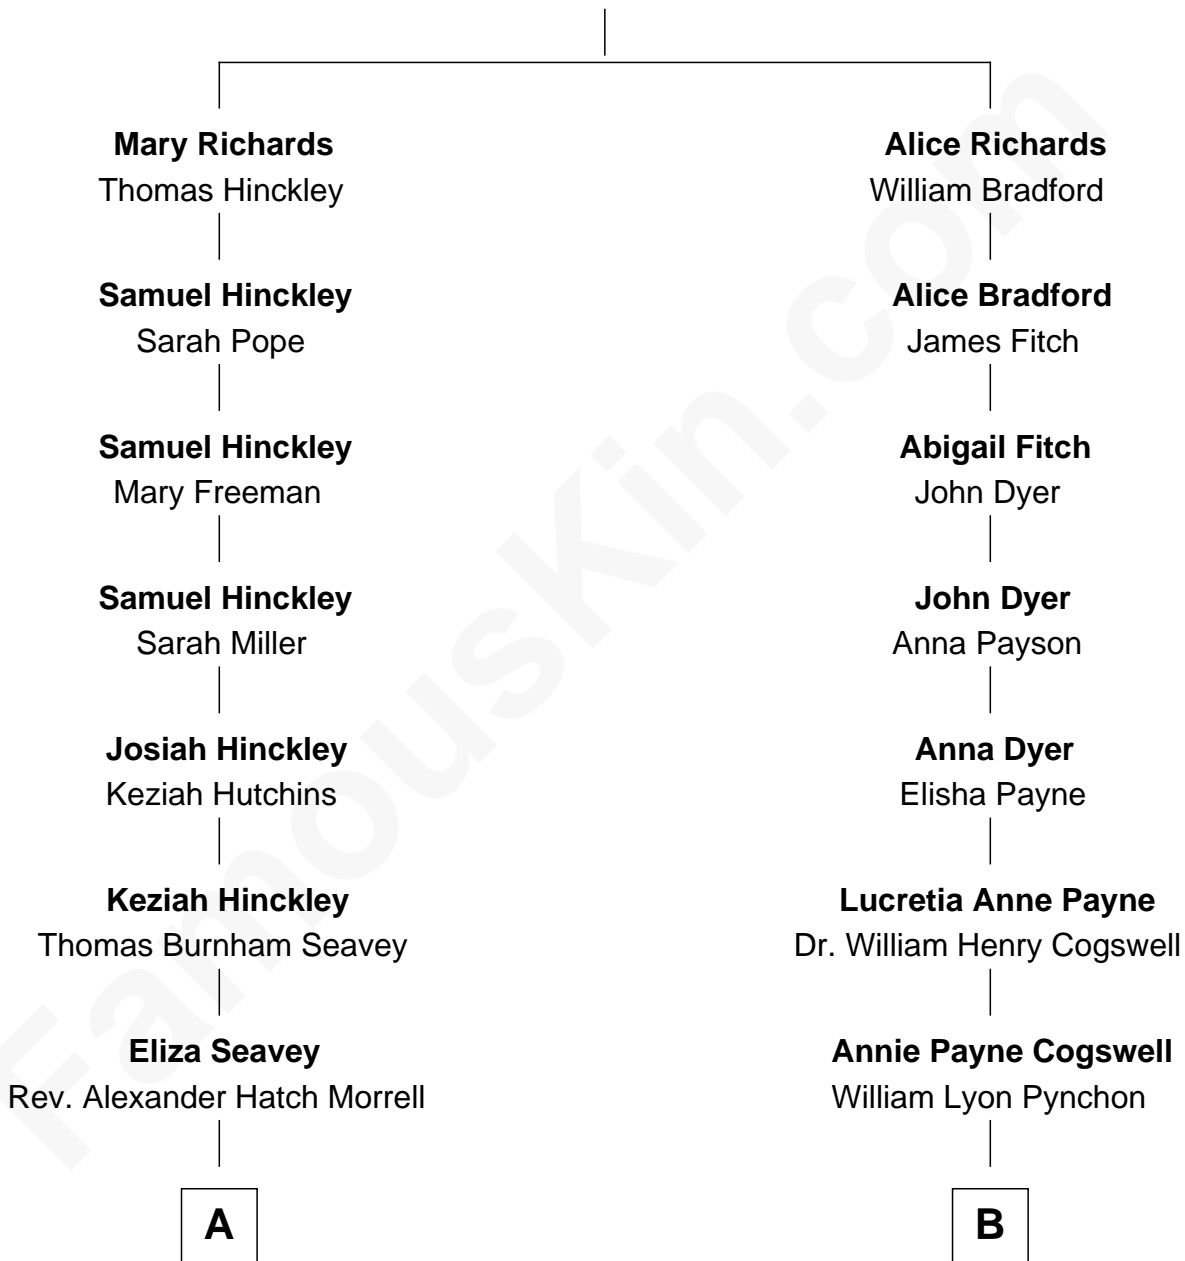 Mary Richards
Thomas Hinckley
Alice Richards
William Bradford
Samuel Hinckley
Sarah Pope
Alice Bradford
James Fitch
Samuel Hinckley
Mary Freeman
Abigail Fitch
John Dyer
Samuel Hinckley
Sarah Miller
John Dyer
Anna Payson
Josiah Hinckley
Keziah Hutchins
Anna Dyer
Elisha Payne
Keziah Hinckley
Thomas Burnham Seavey
Lucretia Anne Payne
Dr. William Henry Cogswell
Eliza Seavey
Rev. Alexander Hatch Morrell
Annie Payne Cogswell
William Lyon Pynchon
A
B
FamousKin.com